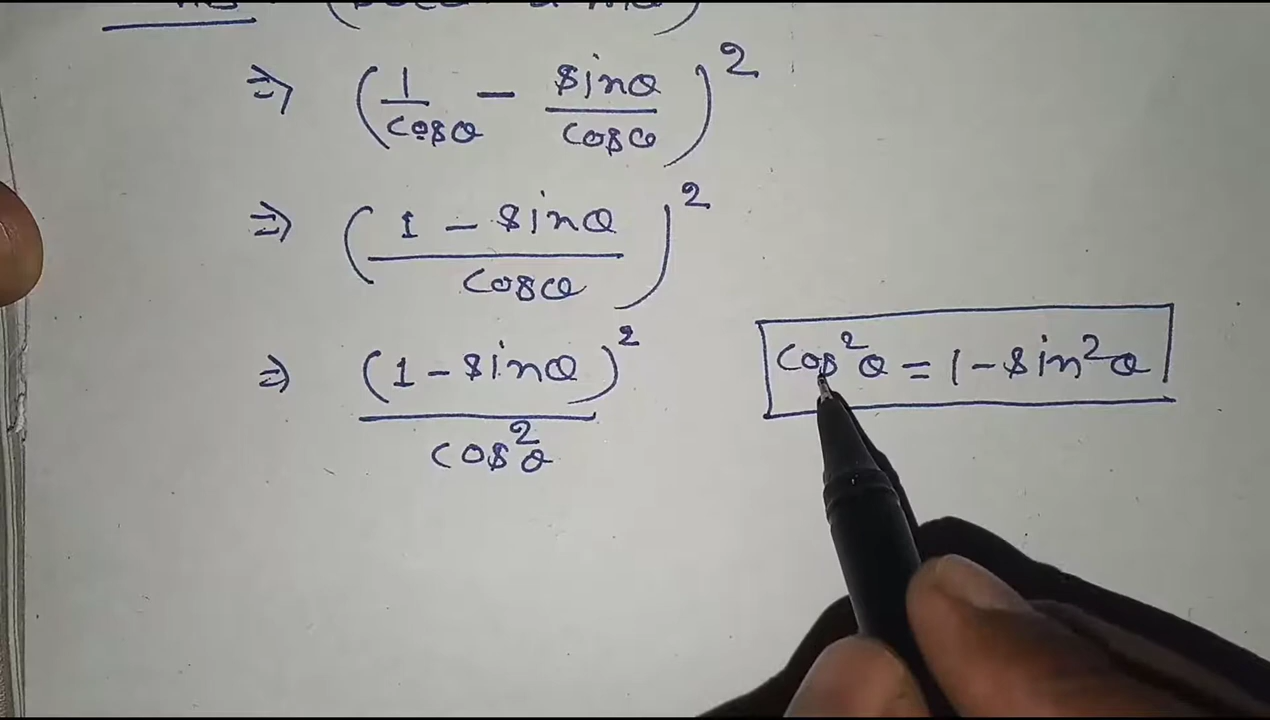 ⇒ (1/cosθ - sinθ/cosθ)²
⇒ (1 - sinθ/cosθ)²
⇒ (1 - sinθ)²/cos²θ
cos²θ = 1 - sin²θ